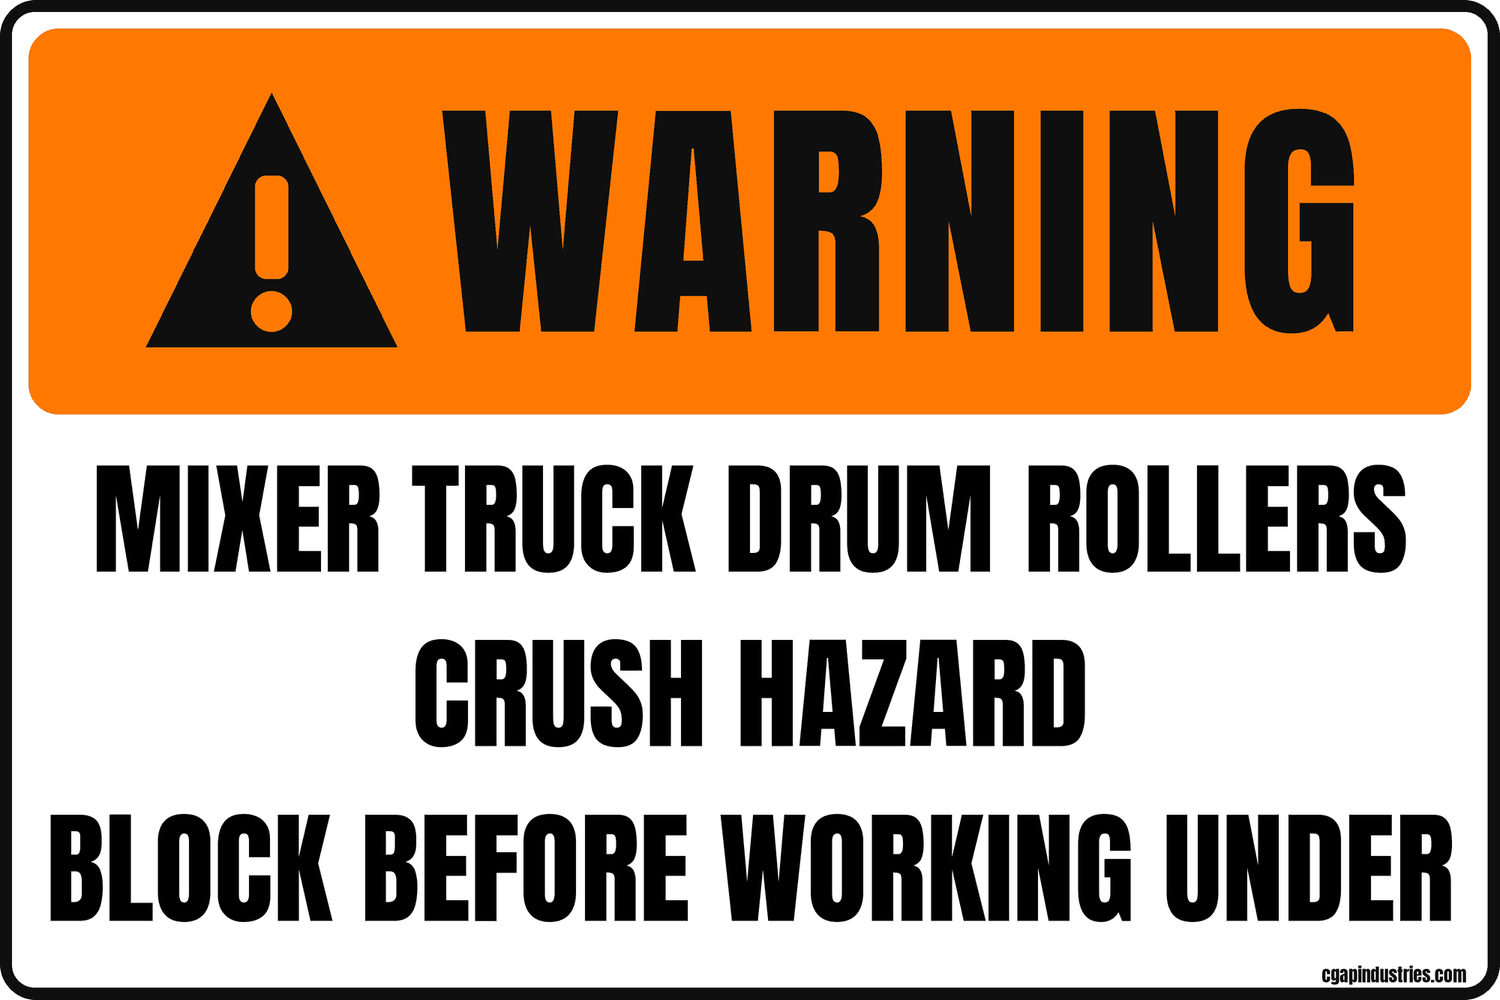 WARNING
MIXER TRUCK DRUM ROLLERS
CRUSH HAZARD
BLOCK BEFORE WORKING UNDER
cgapindustries.com